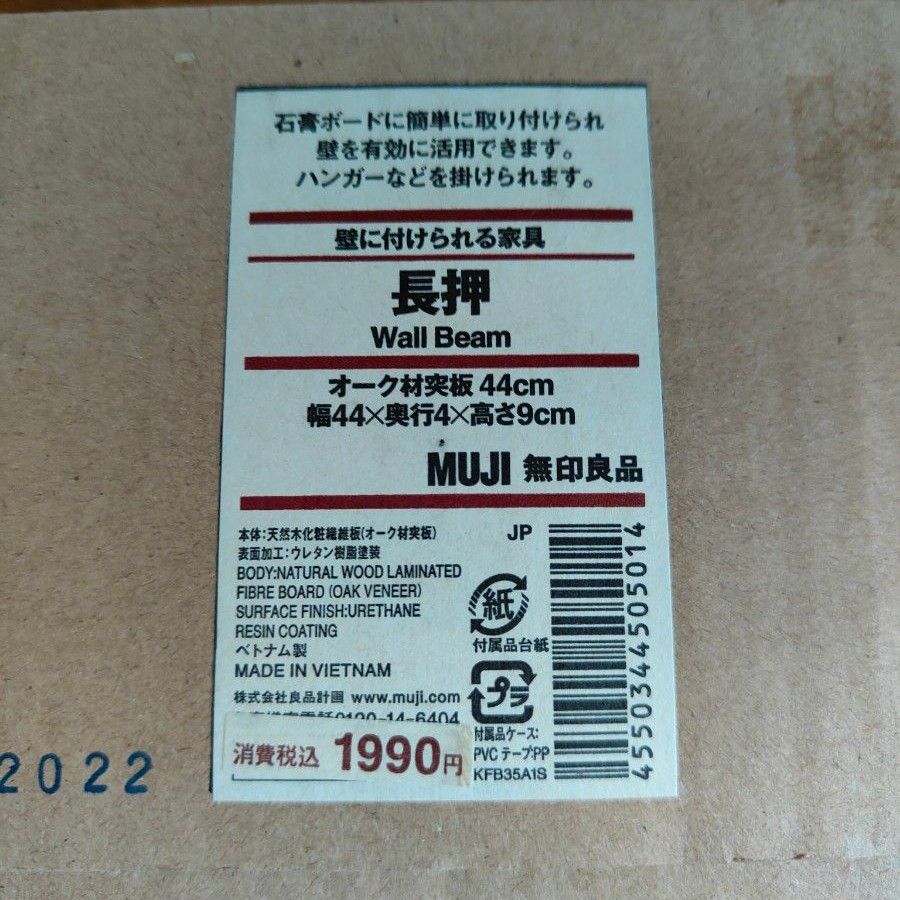 石膏ボードに簡単に取り付けられ
壁を有効に活用できます。
ハンガーなどを掛けられます。
壁に付けられる家具
長押
Wall Beam
オーク材突板 44cm
幅44×奥行4×高さ9cm
MUJI 無印良品
本体:天然木化粧繊維板(オーク材突板)
表面加工:ウレタン樹脂塗装
BODY:NATURAL WOOD LAMINATED
FIBRE BOARD (OAK VENEER)
SURFACE FINISH:URETHANE
RESIN COATING
ベトナム製
MADE IN VIETNAM
株式会社良品計画 www.muji.com
0120-14-6404
消費税込 1990円
JP
紙
付属品台紙
プラ
付属品ケース:
PVC テープ:PP
KFB35A1S
4550344505014
2022